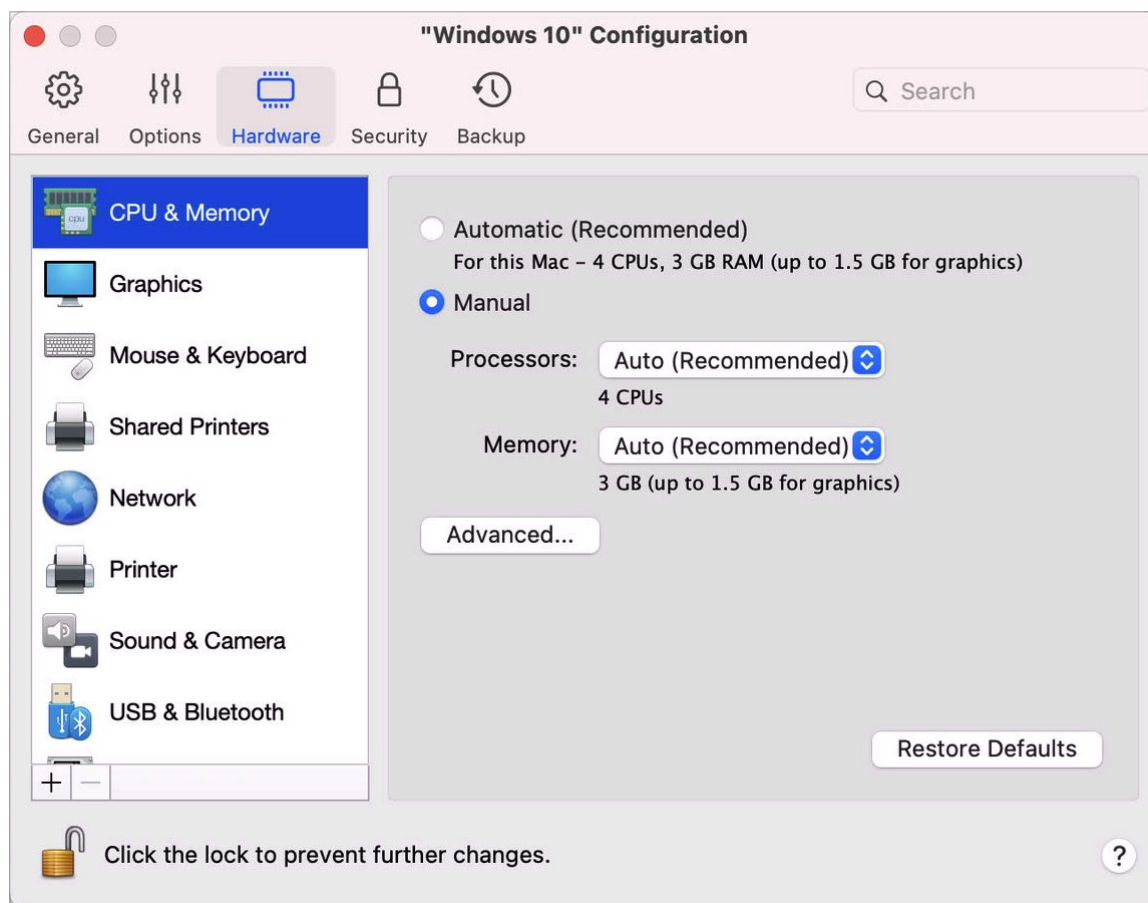 "Windows 10" Configuration
General Options Hardware Security Backup
Search
CPU & Memory
Graphics
Mouse & Keyboard
Shared Printers
Network
Printer
Sound & Camera
USB & Bluetooth
Automatic (Recommended)
For this Mac – 4 CPUs, 3 GB RAM (up to 1.5 GB for graphics)
Manual
Processors: Auto (Recommended)
4 CPUs
Memory: Auto (Recommended)
3 GB (up to 1.5 GB for graphics)
Advanced...
Restore Defaults
Click the lock to prevent further changes.
?